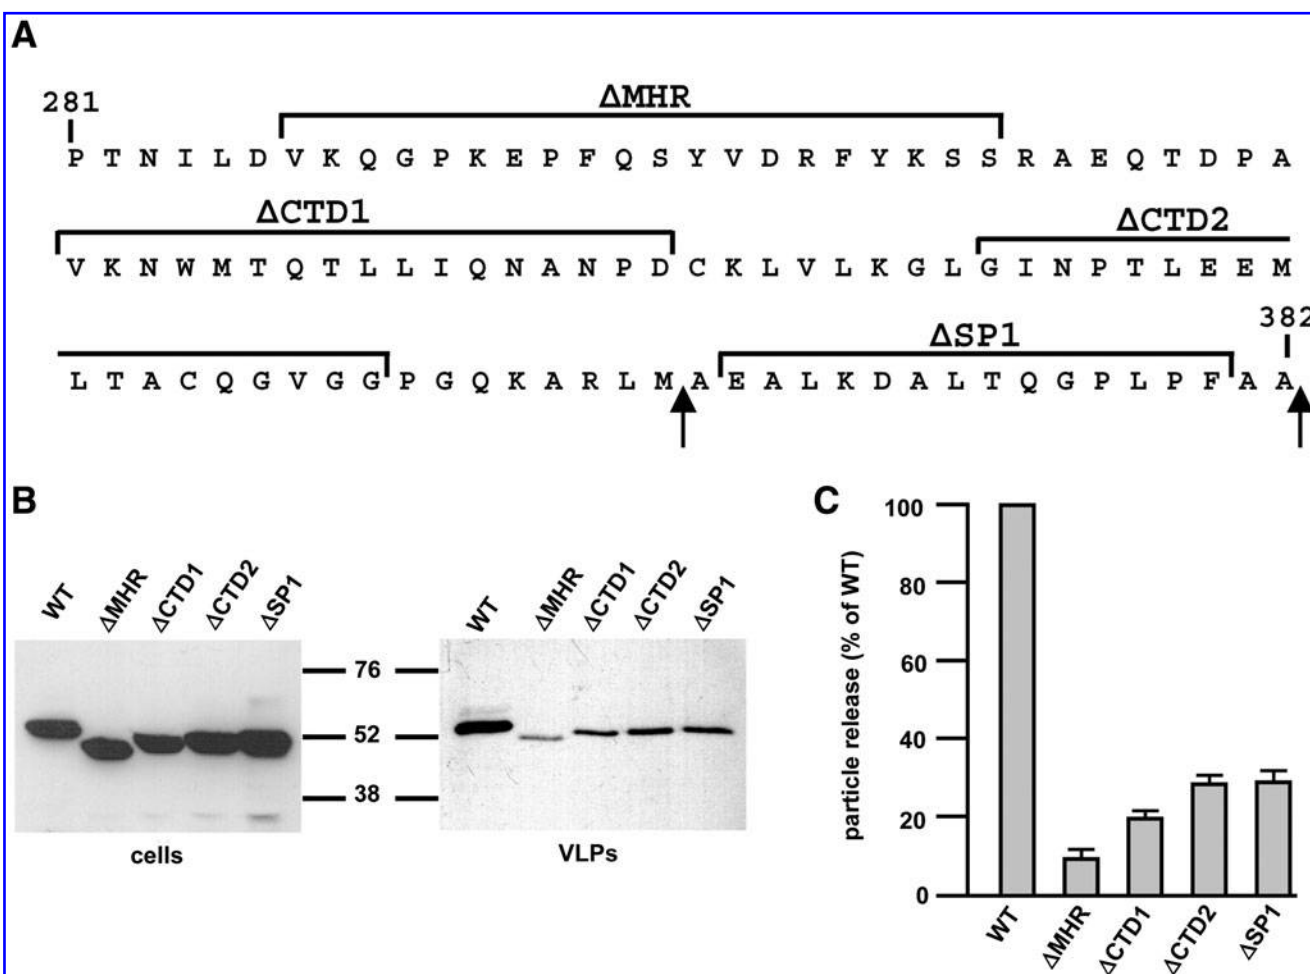 A
281
ΔMHR
P T N I L D V K Q G P K E P F Q S Y V D R F Y K S S R A E Q T D P A
ΔCTD1 ΔCTD2
V K N W M T Q T L L I Q N A N P D C K L V L K G L G I N P T L E E M
382
ΔSP1
L T A C Q G V G G P G Q K A R L M A E A L K D A L T Q G P L P F A A
B
WT ΔMHR ΔCTD1 ΔCTD2 ΔSP1
76
52
38
cells
WT ΔMHR ΔCTD1 ΔCTD2 ΔSP1
VLPs
C
particle release (% of WT)
100
80
60
40
20
0
WT ΔMHR ΔCTD1 ΔCTD2 ΔSP1